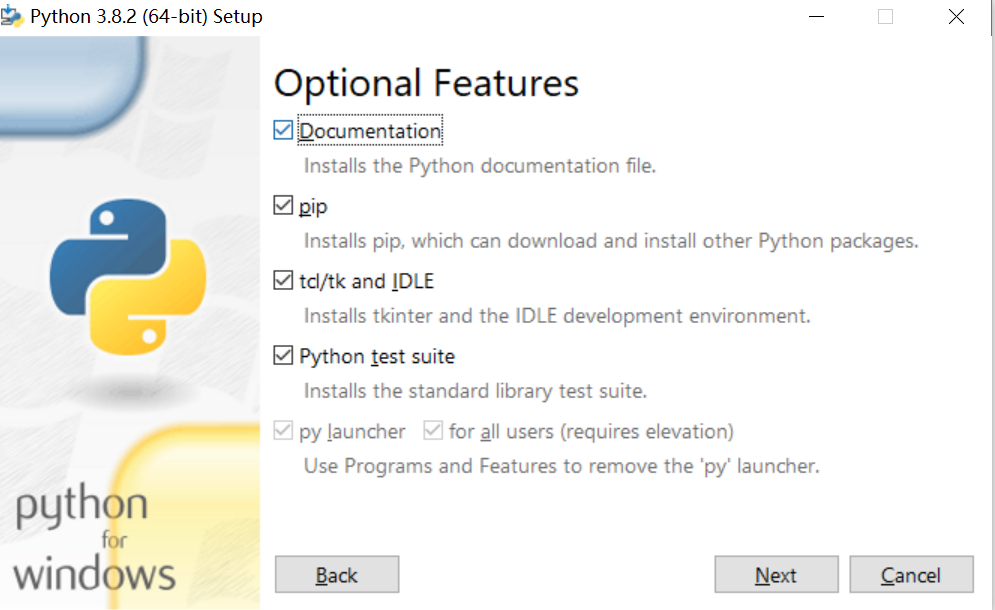 Python 3.8.2 (64-bit) Setup
Optional Features
Documentation
Installs the Python documentation file.
pip
Installs pip, which can download and install other Python packages.
tcl/tk and IDLE
Installs tkinter and the IDLE development environment.
Python test suite
Installs the standard library test suite.
py launcher for all users (requires elevation)
Use Programs and Features to remove the 'py' launcher.
python
for
windows
Back Next Cancel